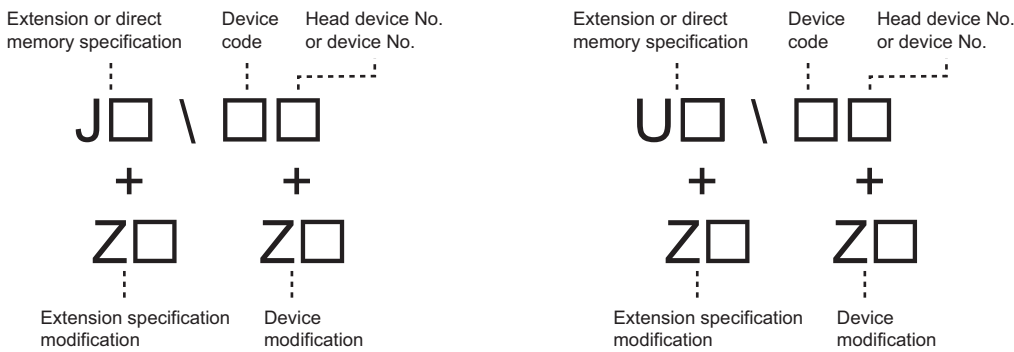 Extension or direct
memory specification
Device
code
Head device No.
or device No.
J□ \ □□
+ +
Z□ Z□
Extension specification
modification
Device
modification
Extension or direct
memory specification
Device
code
Head device No.
or device No.
U□ \ □□
+ +
Z□ Z□
Extension specification
modification
Device
modification